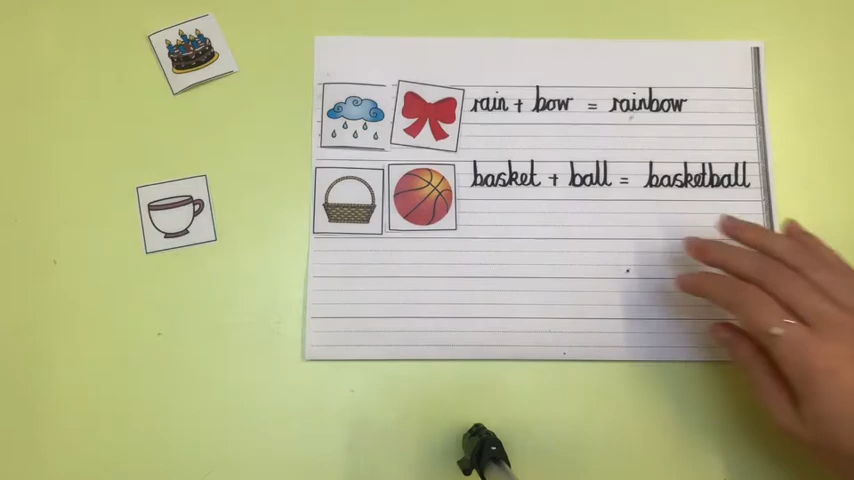 rain + bow = rainbow
basket + ball = basketball